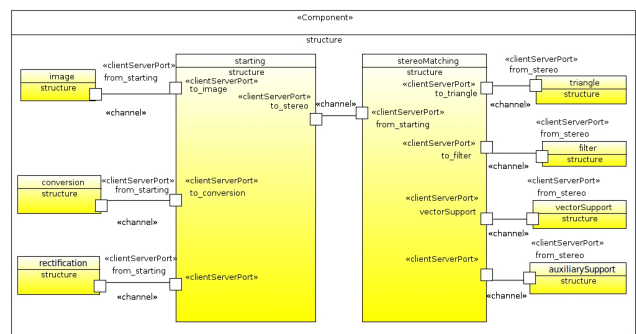 «Component»
structure
image
structure
«clientServerPort»
from_starting
«channel»
starting
structure
«clientServerPort»
to_image
«clientServerPort»
to_stereo
«channel»
stereoMatching
structure
«clientServerPort»
to_triangle
from_starting
«clientServerPort»
from_stereo
triangle
structure
«channel»
«clientServerPort»
to_filter
«clientServerPort»
from_stereo
filter
structure
«channel»
conversion
structure
«clientServerPort»
from_starting
«channel»
«clientServerPort»
to_conversion
«clientServerPort»
vectorSupport
«clientServerPort»
from_stereo
vectorSupport
structure
«channel»
rectification
structure
«clientServerPort»
from_starting
«channel»
«clientServerPort»
«clientServerPort»
«clientServerPort»
from_stereo
auxiliarySupport
structure
«channel»